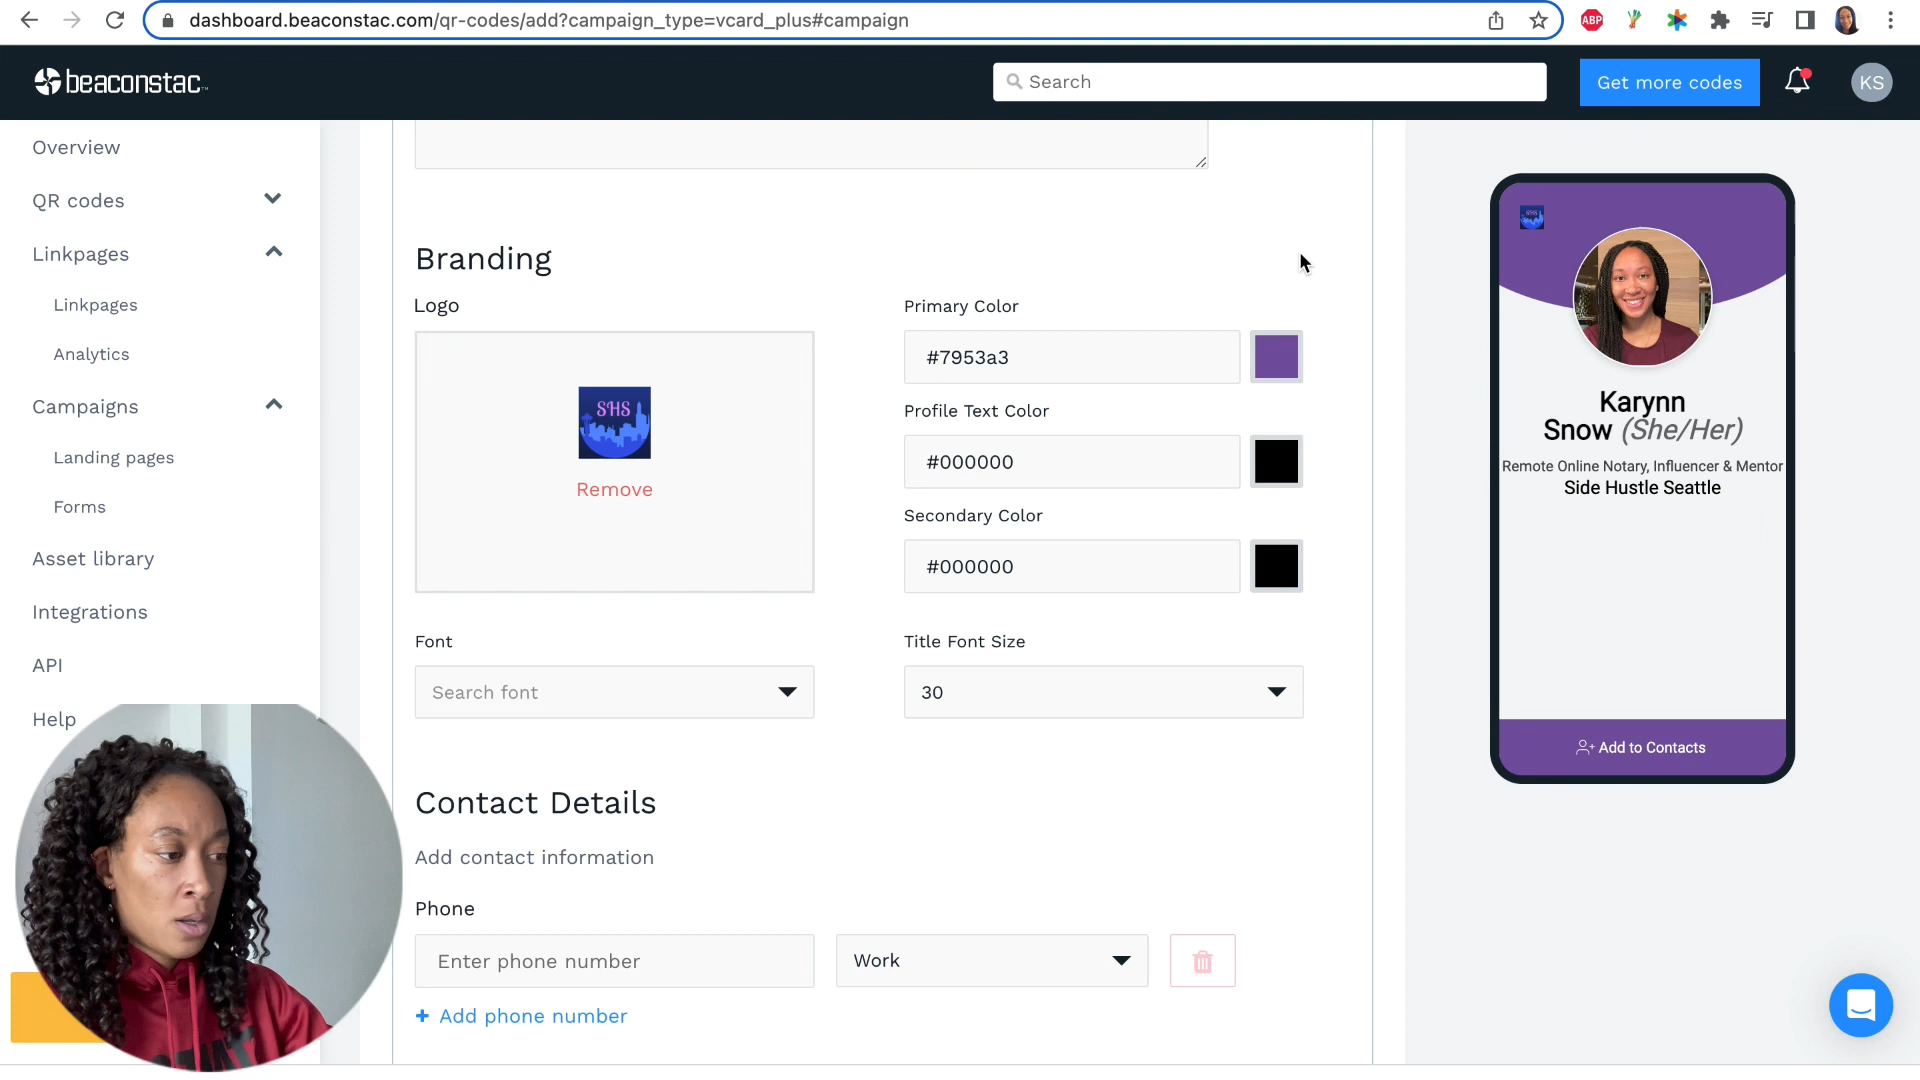 dashboard.beaconstac.com/qr-codes/add?campaign_type=vcard_plus#campaign
ABP
beaconstac
Search
Get more codes
KS
Overview
QR codes
Linkpages
Linkpages
Analytics
Campaigns
Landing pages
Forms
Asset library
Integrations
API
Help
Branding
Logo
SHS
Remove
Primary Color
#7953a3
Profile Text Color
#000000
Secondary Color
#000000
Font
Search font
Title Font Size
30
Contact Details
Add contact information
Phone
Enter phone number
Work
+ Add phone number
SHS
Karynn
Snow (She/Her)
Remote Online Notary, Influencer & Mentor
Side Hustle Seattle
Add to Contacts